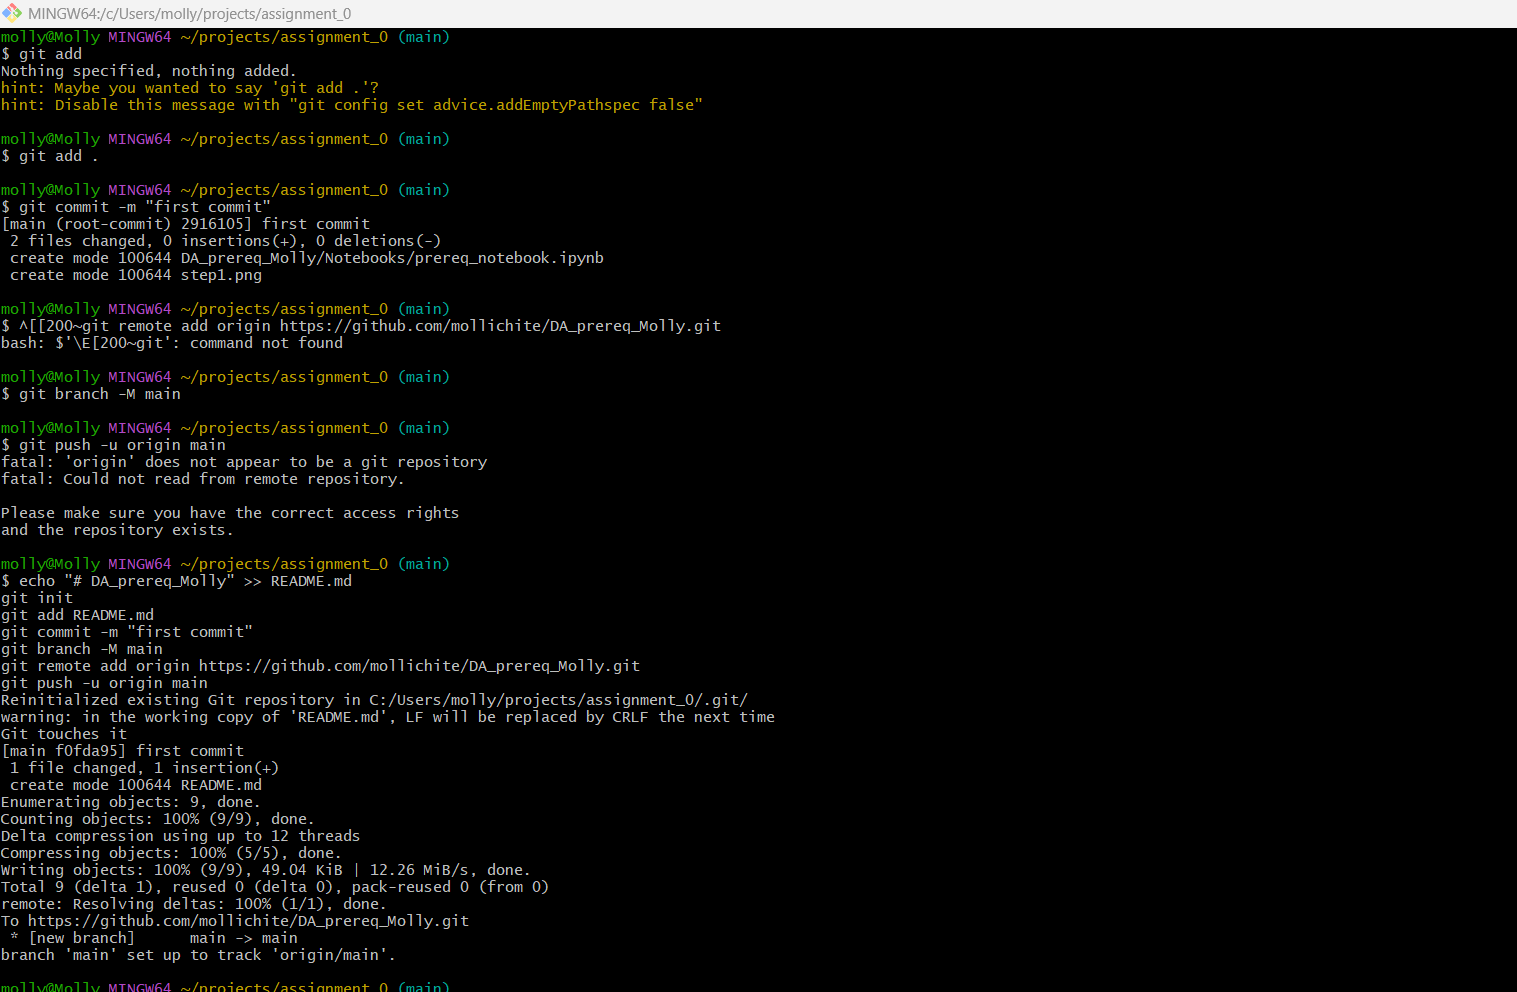 MINGW64:/c/Users/molly/projects/assignment_0
molly@Molly MINGW64 ~/projects/assignment_0 (main)
$ git add
Nothing specified, nothing added.
hint: Maybe you wanted to say 'git add .'?
hint: Disable this message with "git config set advice.addEmptyPathspec false"
molly@Molly MINGW64 ~/projects/assignment_0 (main)
$ git add .
molly@Molly MINGW64 ~/projects/assignment_0 (main)
$ git commit -m "first commit"
[main (root-commit) 2916105] first commit
 2 files changed, 0 insertions(+), 0 deletions(-)
 create mode 100644 DA_prereq_Molly/Notebooks/prereq_notebook.ipynb
 create mode 100644 step1.png
molly@Molly MINGW64 ~/projects/assignment_0 (main)
$ ^[[200~git remote add origin https://github.com/mollichite/DA_prereq_Molly.git
bash: $'\E[200~git': command not found
molly@Molly MINGW64 ~/projects/assignment_0 (main)
$ git branch -M main
molly@Molly MINGW64 ~/projects/assignment_0 (main)
$ git push -u origin main
fatal: 'origin' does not appear to be a git repository
fatal: Could not read from remote repository.
Please make sure you have the correct access rights
and the repository exists.
molly@Molly MINGW64 ~/projects/assignment_0 (main)
$ echo "# DA_prereq_Molly" >> README.md
git init
git add README.md
git commit -m "first commit"
git branch -M main
git remote add origin https://github.com/mollichite/DA_prereq_Molly.git
git push -u origin main
Reinitialized existing Git repository in C:/Users/molly/projects/assignment_0/.git/
warning: in the working copy of 'README.md', LF will be replaced by CRLF the next time
Git touches it
[main f0fda95] first commit
 1 file changed, 1 insertion(+)
 create mode 100644 README.md
Enumerating objects: 9, done.
Counting objects: 100% (9/9), done.
Delta compression using up to 12 threads
Compressing objects: 100% (5/5), done.
Writing objects: 100% (9/9), 49.04 KiB | 12.26 MiB/s, done.
Total 9 (delta 1), reused 0 (delta 0), pack-reused 0 (from 0)
remote: Resolving deltas: 100% (1/1), done.
To https://github.com/mollichite/DA_prereq_Molly.git
 * [new branch]      main -> main
branch 'main' set up to track 'origin/main'.
molly@Molly MINGW64 ~/projects/assignment_0 (main)